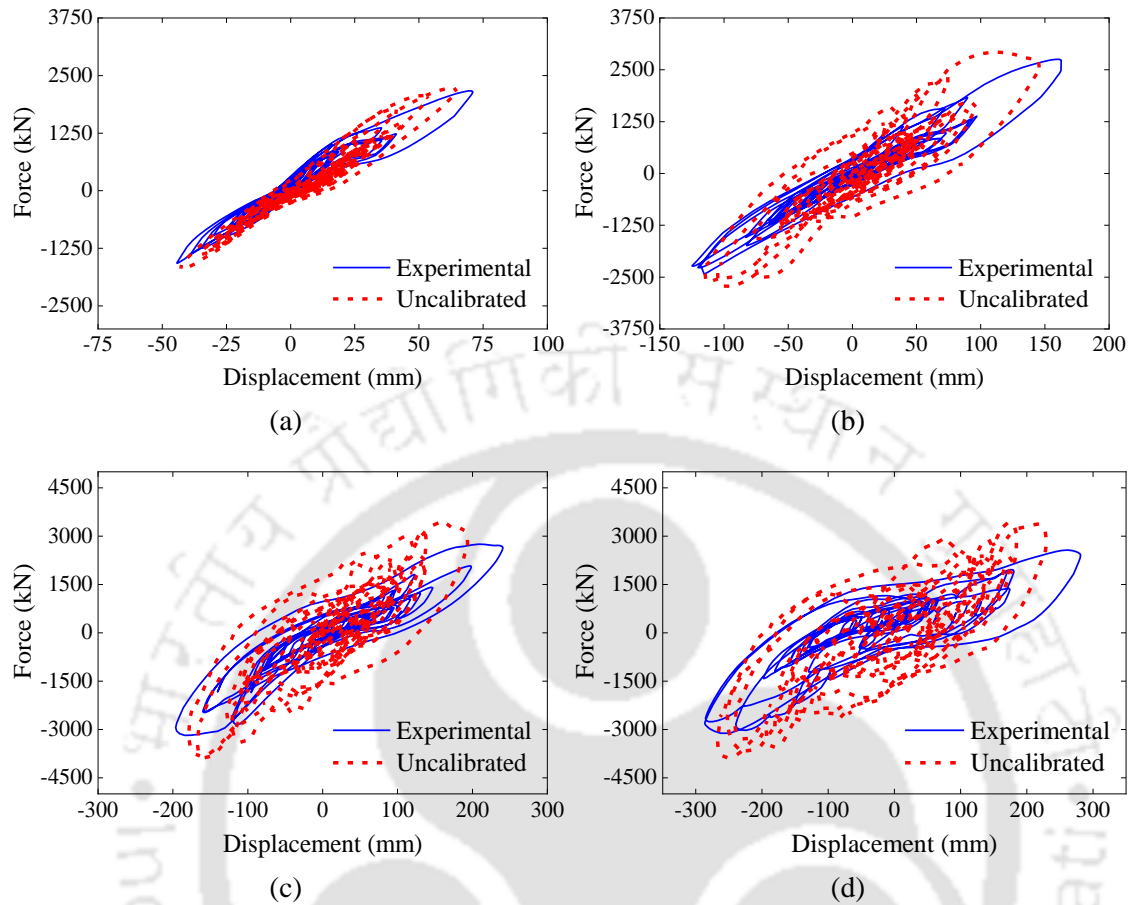 3750
2500
1250
0
-1250
-2500
Force (kN)
Experimental
Uncalibrated
-75 -50 -25 0 25 50 75 100
Displacement (mm)
(a)
3750
2500
1250
0
-1250
-2500
-3750
Force (kN)
Experimental
Uncalibrated
-150 -100 -50 0 50 100 150 200
Displacement (mm)
(b)
4500
3000
1500
0
-1500
-3000
-4500
Force (kN)
Experimental
Uncalibrated
-300 -200 -100 0 100 200 300
Displacement (mm)
(c)
4500
3000
1500
0
-1500
-3000
-4500
Force (kN)
Experimental
Uncalibrated
-300 -200 -100 0 100 200 300
Displacement (mm)
(d)